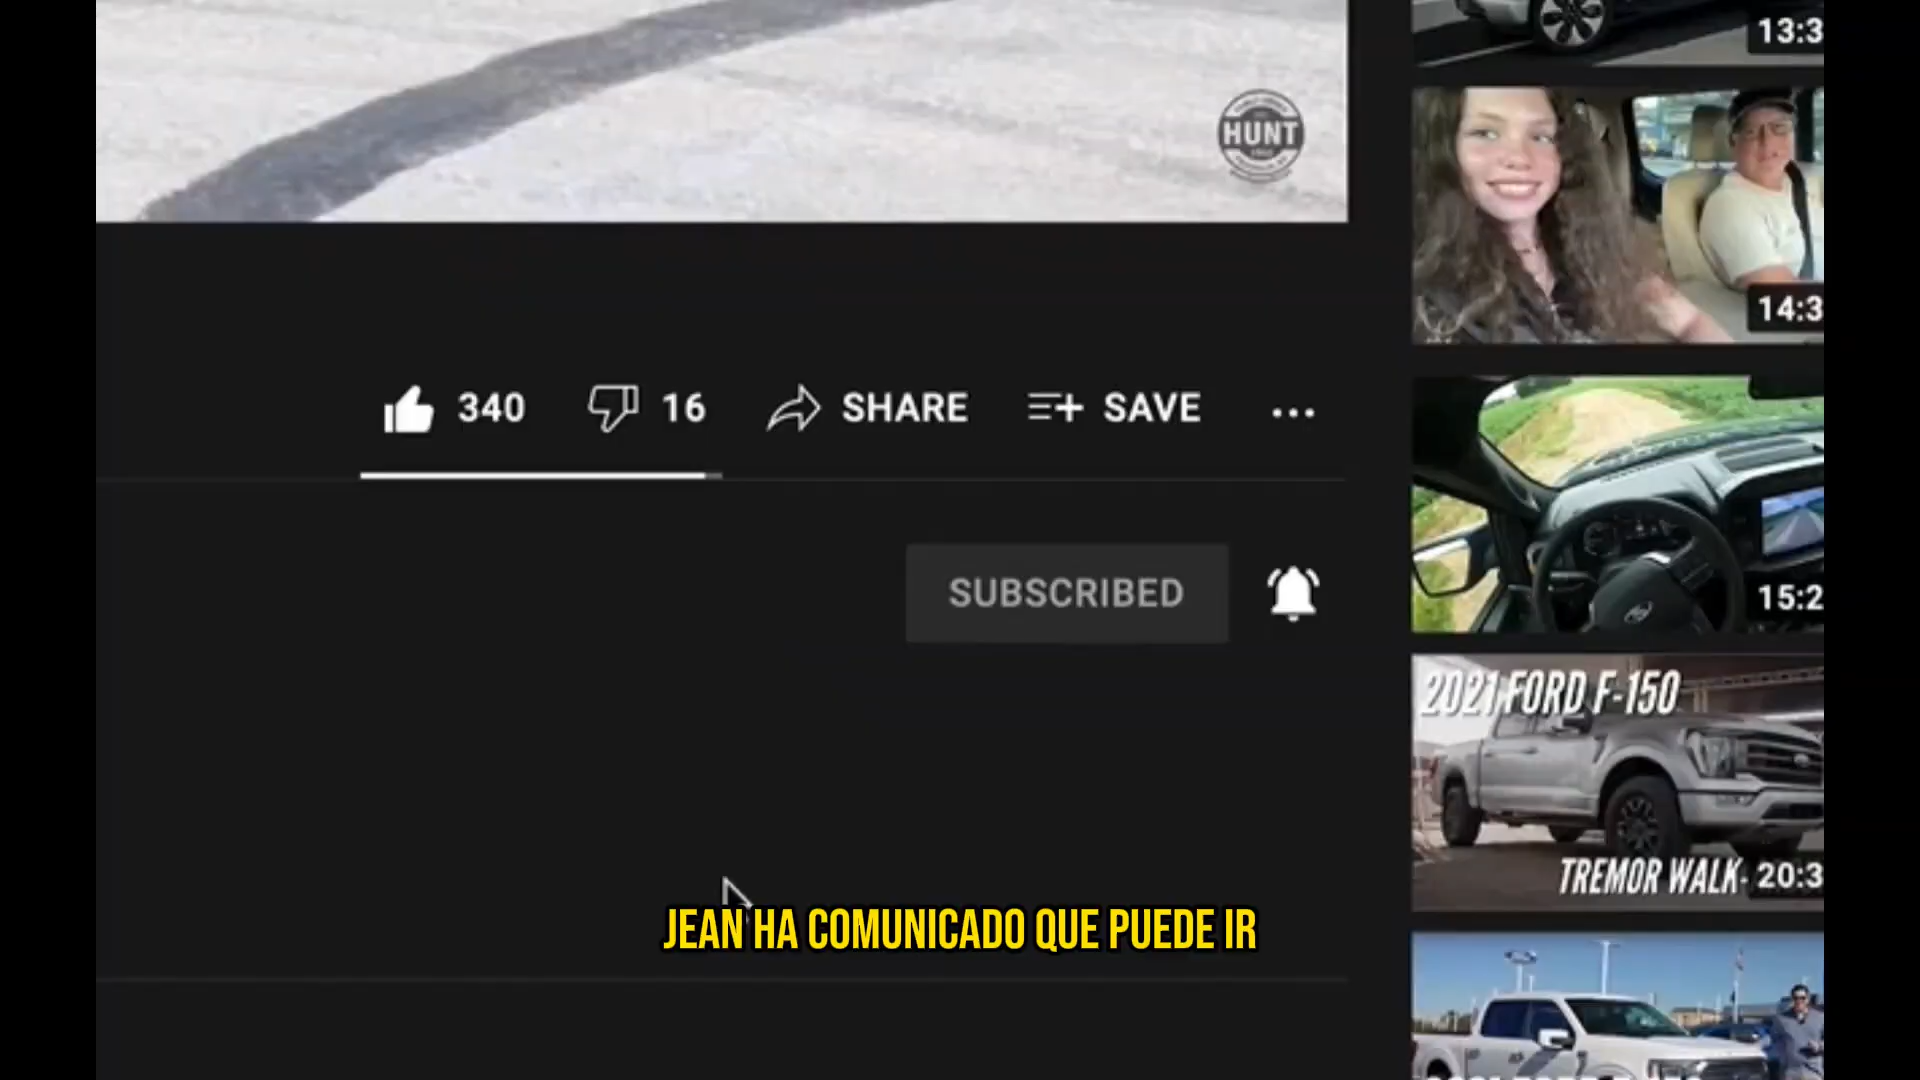 13:3
HUNT
14:3
340 16 SHARE SAVE
SUBSCRIBED
15:2
2021 FORD F-150
TREMOR WALK- 20:3
JEAN HA COMUNICADO QUE PUEDE IR